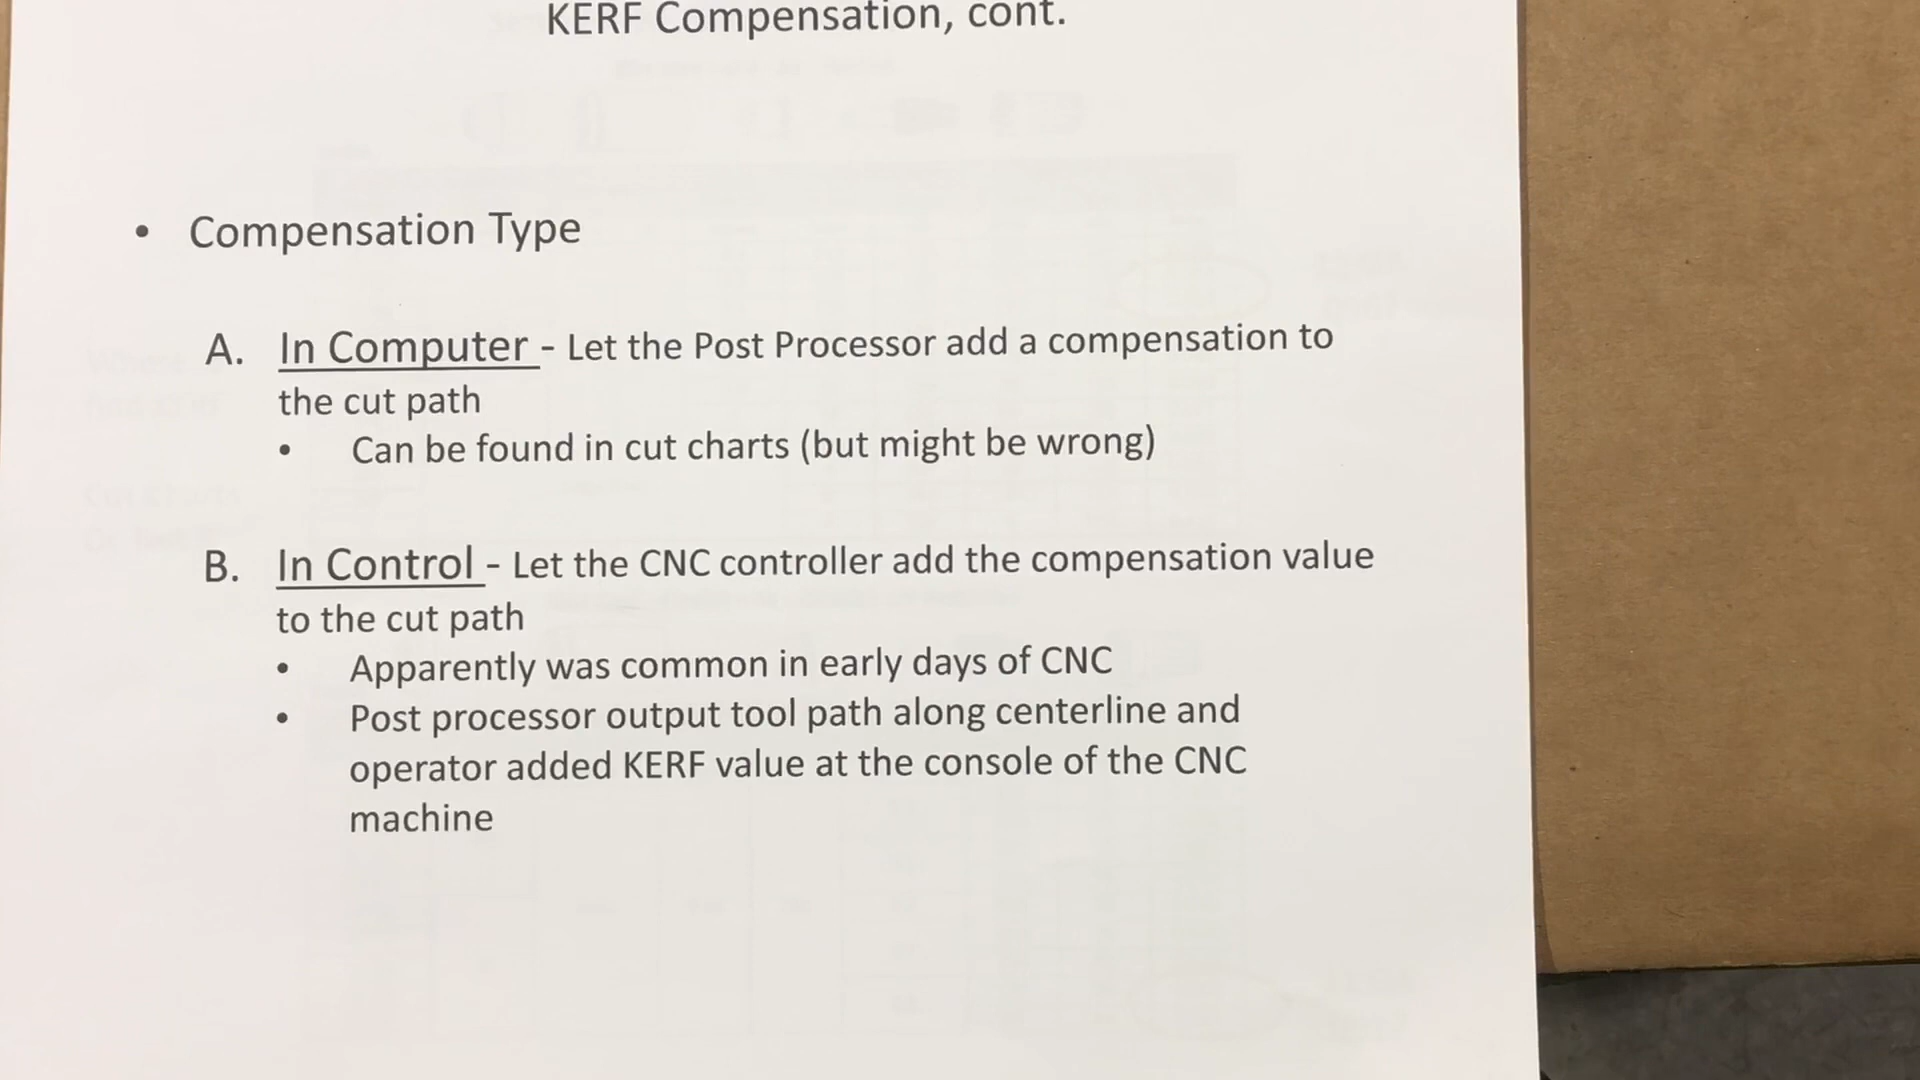 KERF Compensation, cont.
• Compensation Type
A. In Computer - Let the Post Processor add a compensation to
the cut path
• Can be found in cut charts (but might be wrong)
B. In Control - Let the CNC controller add the compensation value
to the cut path
• Apparently was common in early days of CNC
• Post processor output tool path along centerline and
operator added KERF value at the console of the CNC
machine